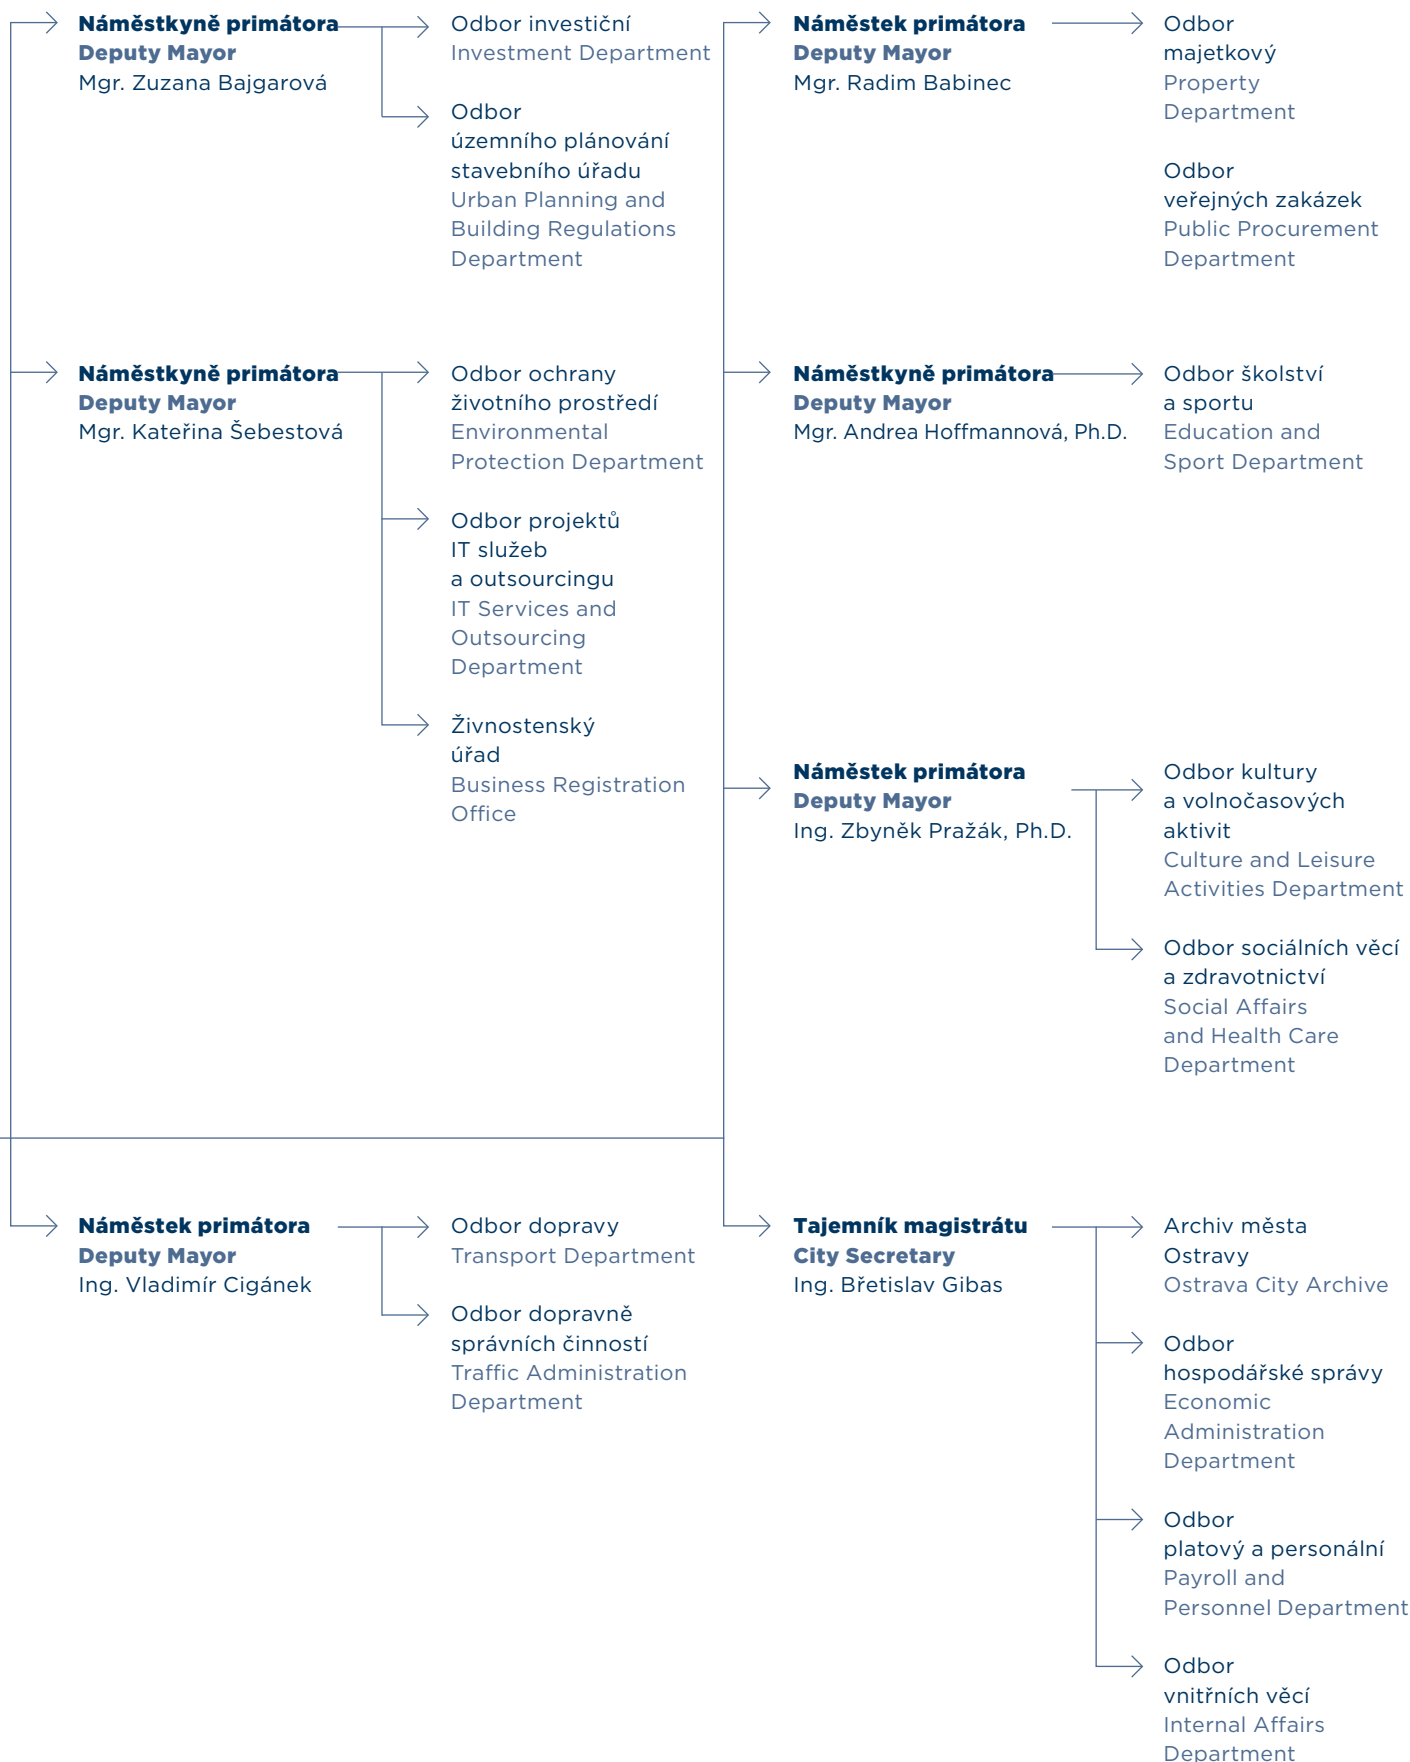 Náměstkyně primátora
Deputy Mayor
Mgr. Zuzana Bajgarová
Odbor investiční
Investment Department
Odbor
územního plánování
stavebního úřadu
Urban Planning and
Building Regulations
Department
Náměstkyně primátora
Deputy Mayor
Mgr. Kateřina Šebestová
Odbor ochrany
životního prostředí
Environmental
Protection Department
Odbor projektů
IT služeb
a outsourcingu
IT Services and
Outsourcing
Department
Živnostenský
úřad
Business Registration
Office
Náměstek primátora
Deputy Mayor
Ing. Vladimír Cigánek
Odbor dopravy
Transport Department
Odbor dopravně
správních činností
Traffic Administration
Department
Náměstek primátora
Deputy Mayor
Mgr. Radim Babinec
Odbor
majetkový
Property
Department
Odbor
veřejných zakázek
Public Procurement
Department
Náměstkyně primátora
Deputy Mayor
Mgr. Andrea Hoffmannová, Ph.D.
Odbor školství
a sportu
Education and
Sport Department
Náměstek primátora
Deputy Mayor
Ing. Zbyněk Pražák, Ph.D.
Odbor kultury
a volnočasových
aktivit
Culture and Leisure
Activities Department
Odbor sociálních věcí
a zdravotnictví
Social Affairs
and Health Care
Department
Tajemník magistrátu
City Secretary
Ing. Břetislav Gibas
Archiv města
Ostravy
Ostrava City Archive
Odbor
hospodářské správy
Economic
Administration
Department
Odbor
platový a personální
Payroll and
Personnel Department
Odbor
vnitřních věcí
Internal Affairs
Department